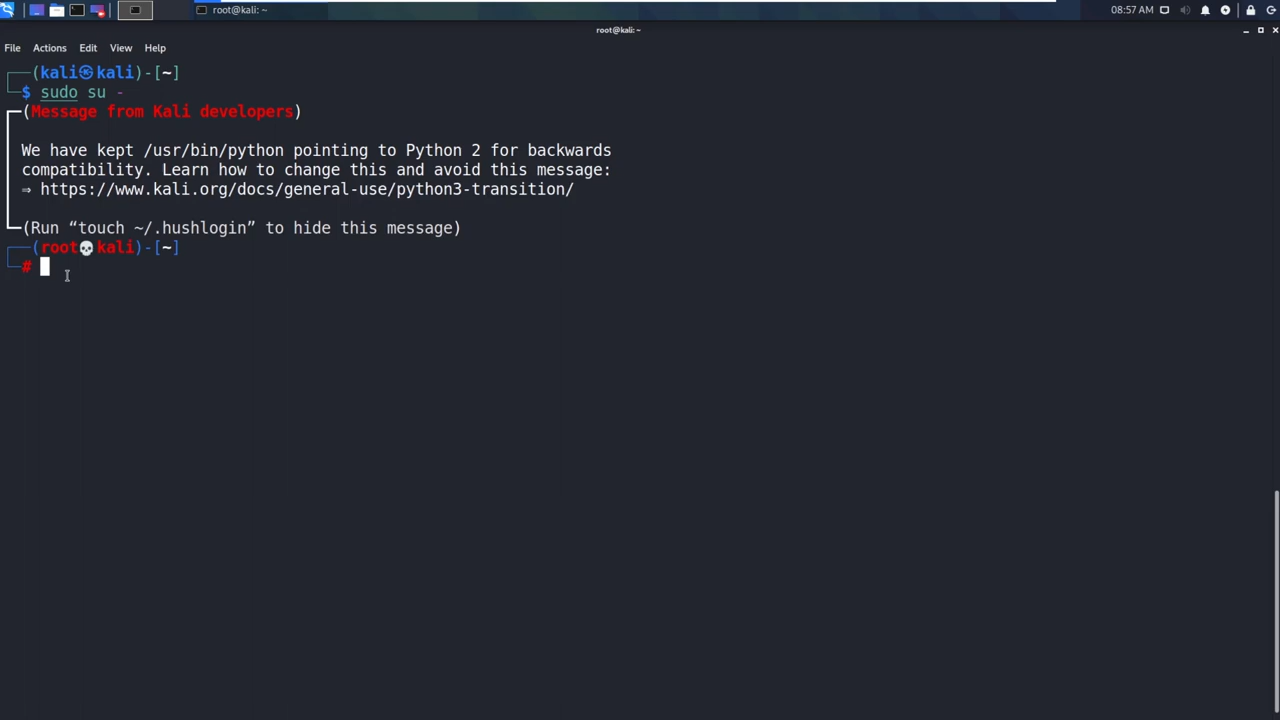 root@kali: ~
08:57 AM
root@kali: ~
File Actions Edit View Help
(kali㉿kali)-[~]
$ sudo su -
(Message from Kali developers)
We have kept /usr/bin/python pointing to Python 2 for backwards
compatibility. Learn how to change this and avoid this message:
⇒ https://www.kali.org/docs/general-use/python3-transition/
(Run “touch ~/.hushlogin” to hide this message)
(root💀kali)-[~]
#